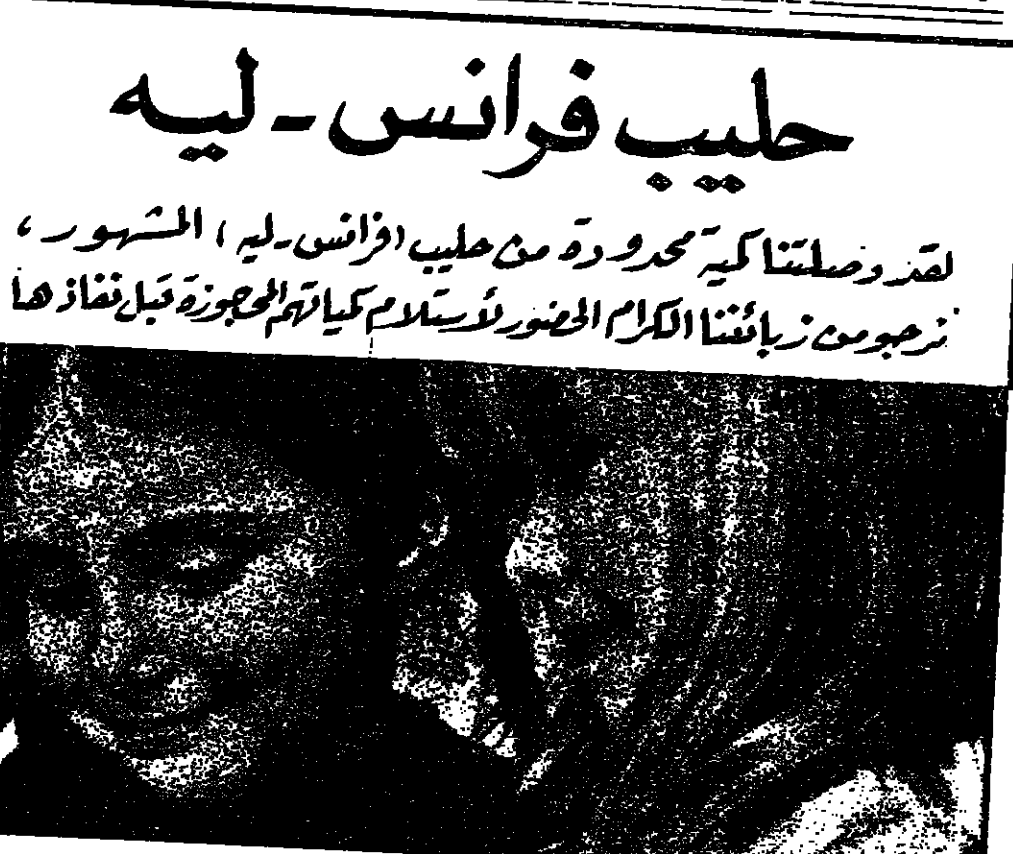 حليب فرانس - ليه
لقد وصلتنا كمية محدودة من حليب (فرانس - ليه) المشهور ،
نرجو من زبائننا الكرام الحضور لأستلام كمياتهم المحجوزة قبل نفاذها